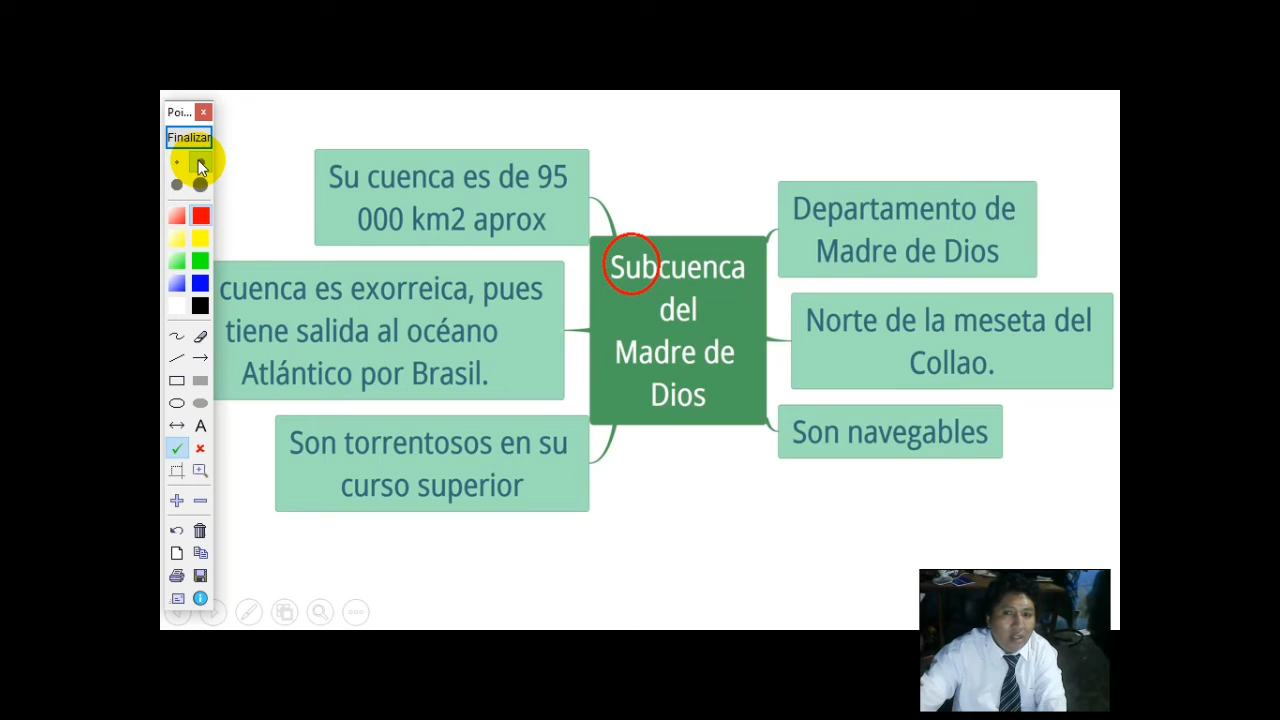 Poi...
Finalizar
Su cuenca es de 95
000 km2 aprox
cuenca es exorreica, pues
tiene salida al océano
Atlántico por Brasil.
Son torrentosos en su
curso superior
Subcuenca
del
Madre de
Dios
Departamento de
Madre de Dios
Norte de la meseta del
Collao.
Son navegables
A